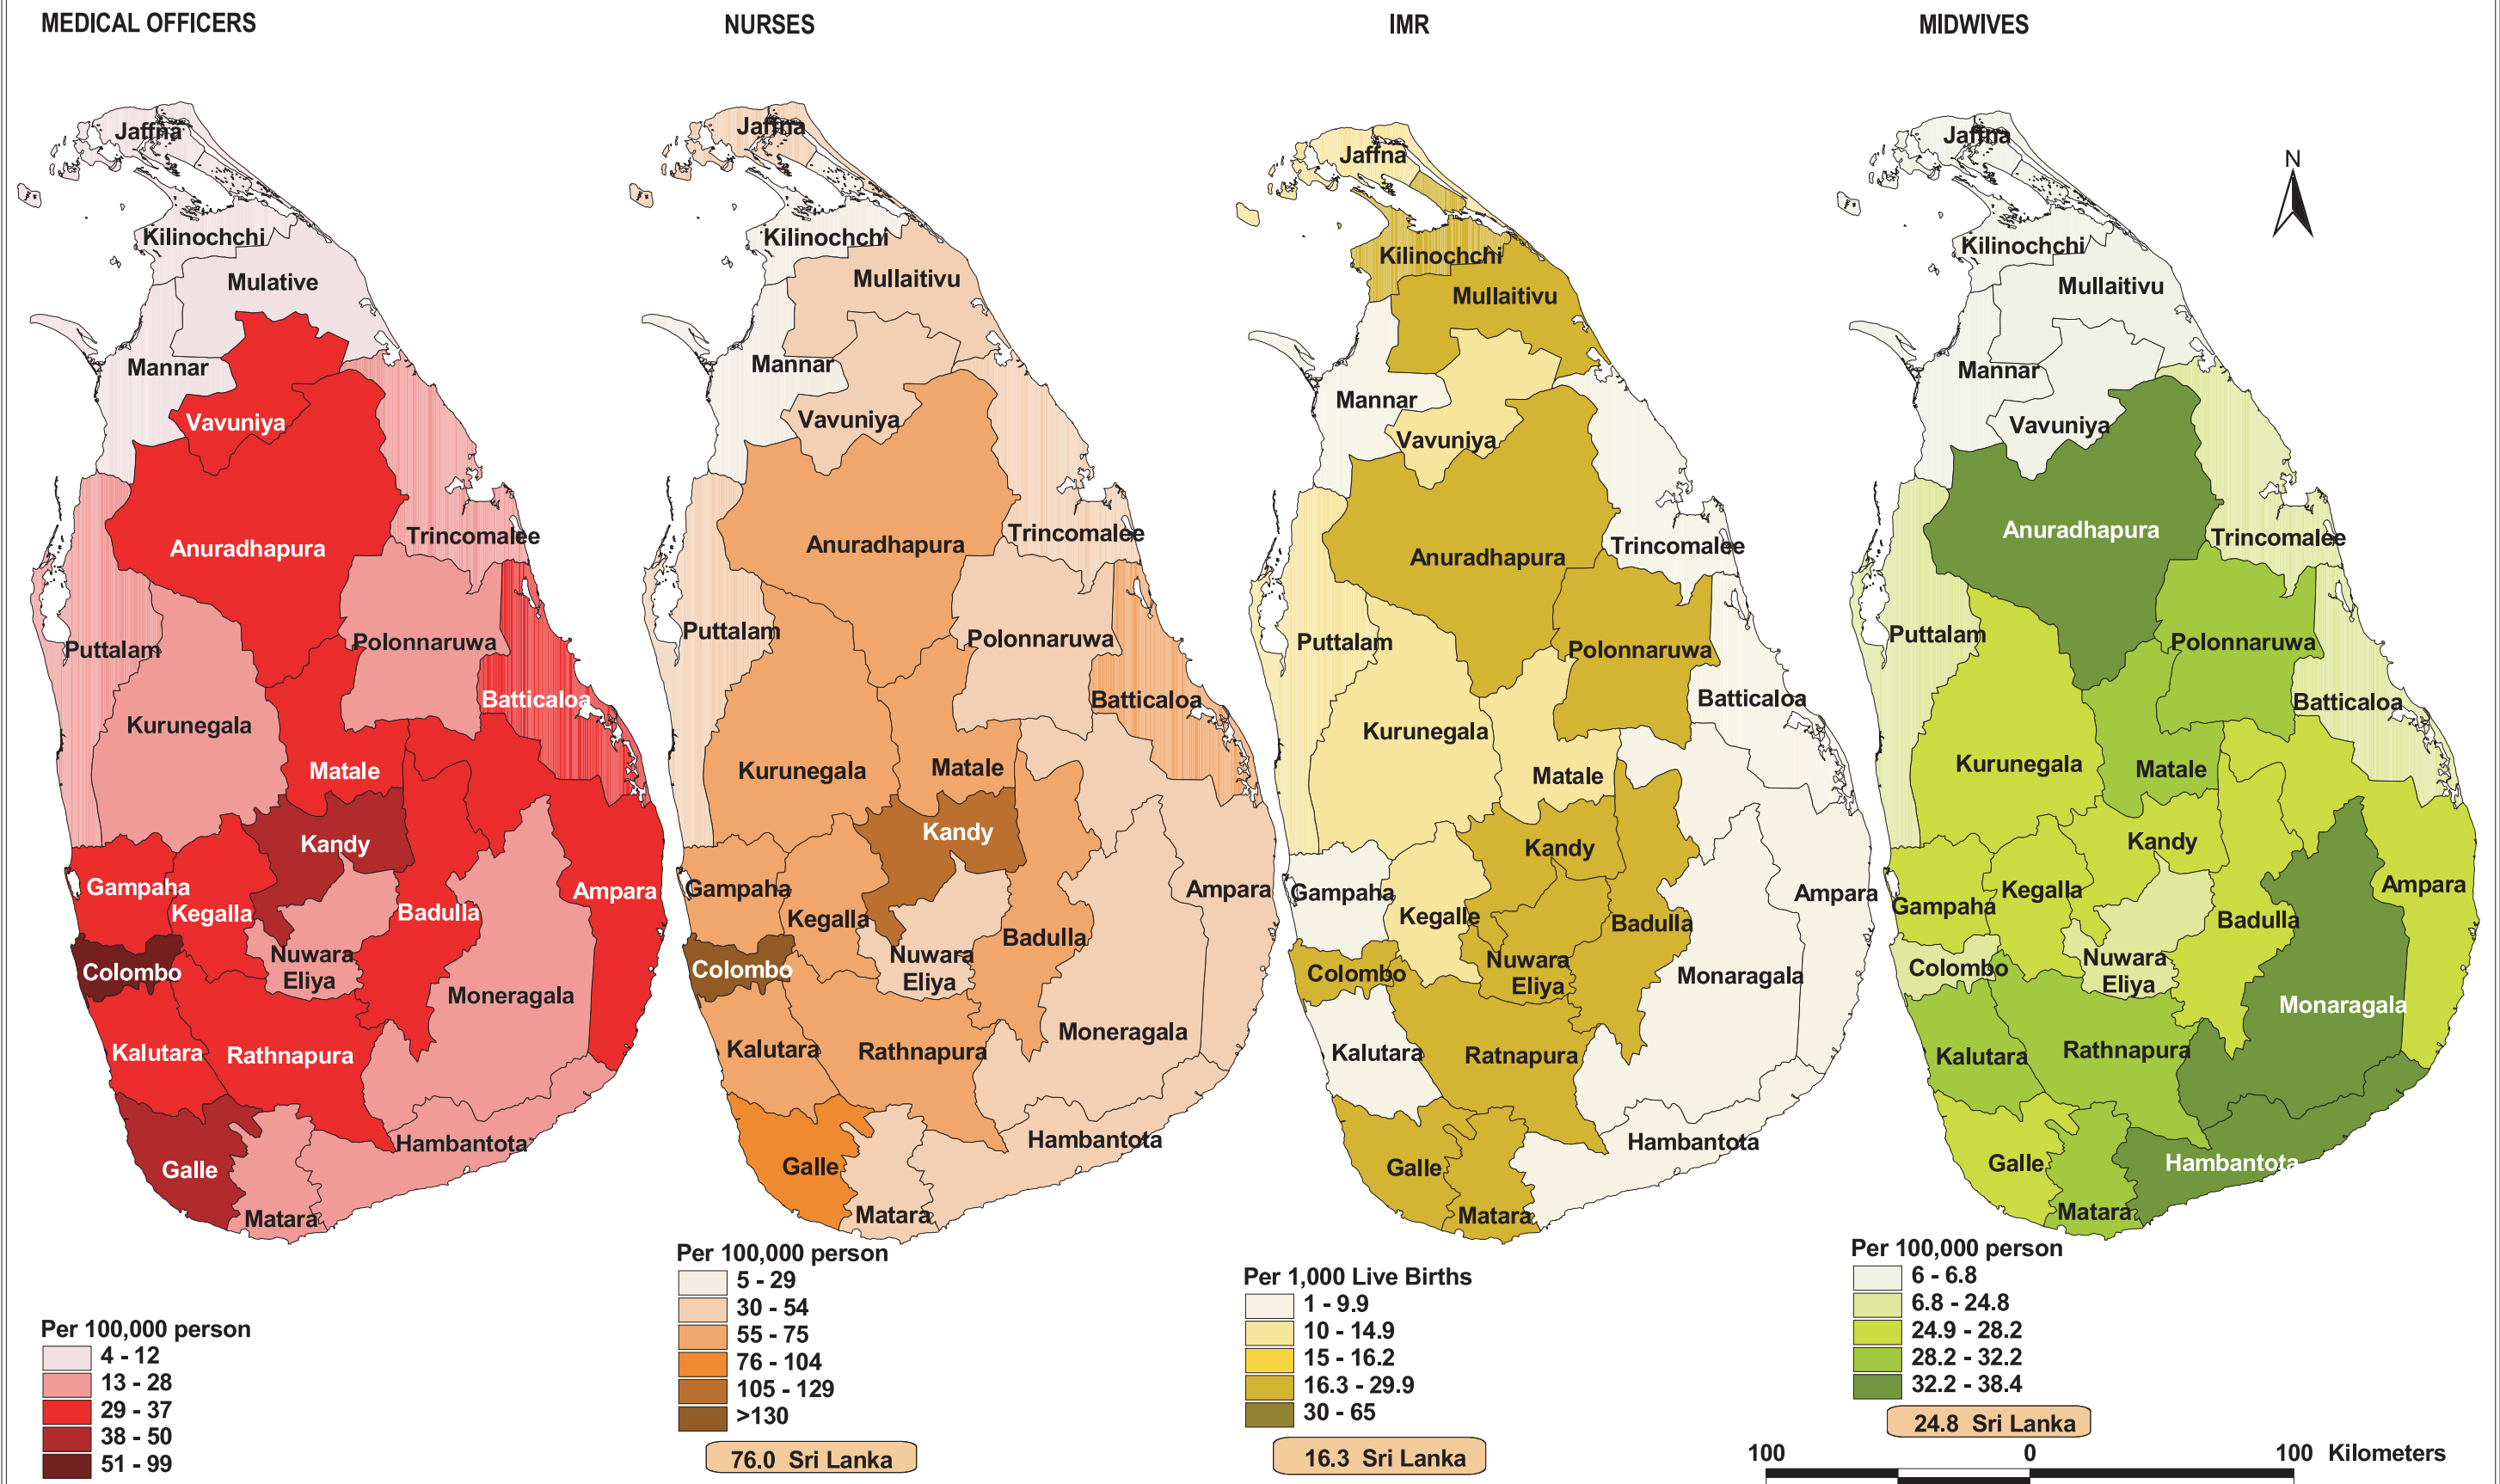 MEDICAL OFFICERS
Jaffna
Kilinochchi
Mulative
Mannar
Vavuniya
Anuradhapura
Trincomalee
Puttalam
Polonnaruwa
Batticaloa
Kurunegala
Matale
Kandy
Gampaha
Kegalla
Badulla
Ampara
Colombo
Nuwara
Eliya
Moneragala
Kalutara
Rathnapura
Hambantota
Galle
Matara
Per 100,000 person
4 - 12
13 - 28
29 - 37
38 - 50
51 - 99
NURSES
Jaffna
Kilinochchi
Mullaitivu
Mannar
Vavuniya
Anuradhapura
Trincomalee
Puttalam
Polonnaruwa
Batticaloa
Kurunegala
Matale
Kandy
Gampaha
Kegalla
Badulla
Ampara
Colombo
Nuwara
Eliya
Moneragala
Kalutara
Rathnapura
Hambantota
Galle
Matara
Per 100,000 person
5 - 29
30 - 54
55 - 75
76 - 104
105 - 129
>130
76.0 Sri Lanka
IMR
Jaffna
Kilinochchi
Mullaitivu
Mannar
Vavuniya
Anuradhapura
Trincomalee
Puttalam
Polonnaruwa
Batticaloa
Kurunegala
Matale
Kandy
Gampaha
Kegalle
Badulla
Ampara
Colombo
Nuwara
Eliya
Monaragala
Kalutara
Ratnapura
Hambantota
Galle
Matara
Per 1,000 Live Births
1 - 9.9
10 - 14.9
15 - 16.2
16.3 - 29.9
30 - 65
16.3 Sri Lanka
MIDWIVES
N
Jaffna
Kilinochchi
Mullaitivu
Mannar
Vavuniya
Anuradhapura
Trincomalee
Puttalam
Polonnaruwa
Batticaloa
Kurunegala
Matale
Kandy
Gampaha
Kegalla
Badulla
Ampara
Colombo
Nuwara
Eliya
Monaragala
Kalutara
Rathnapura
Hambantota
Galle
Matara
Per 100,000 person
6 - 6.8
6.8 - 24.8
24.9 - 28.2
28.2 - 32.2
32.2 - 38.4
24.8 Sri Lanka
100 0 100 Kilometers